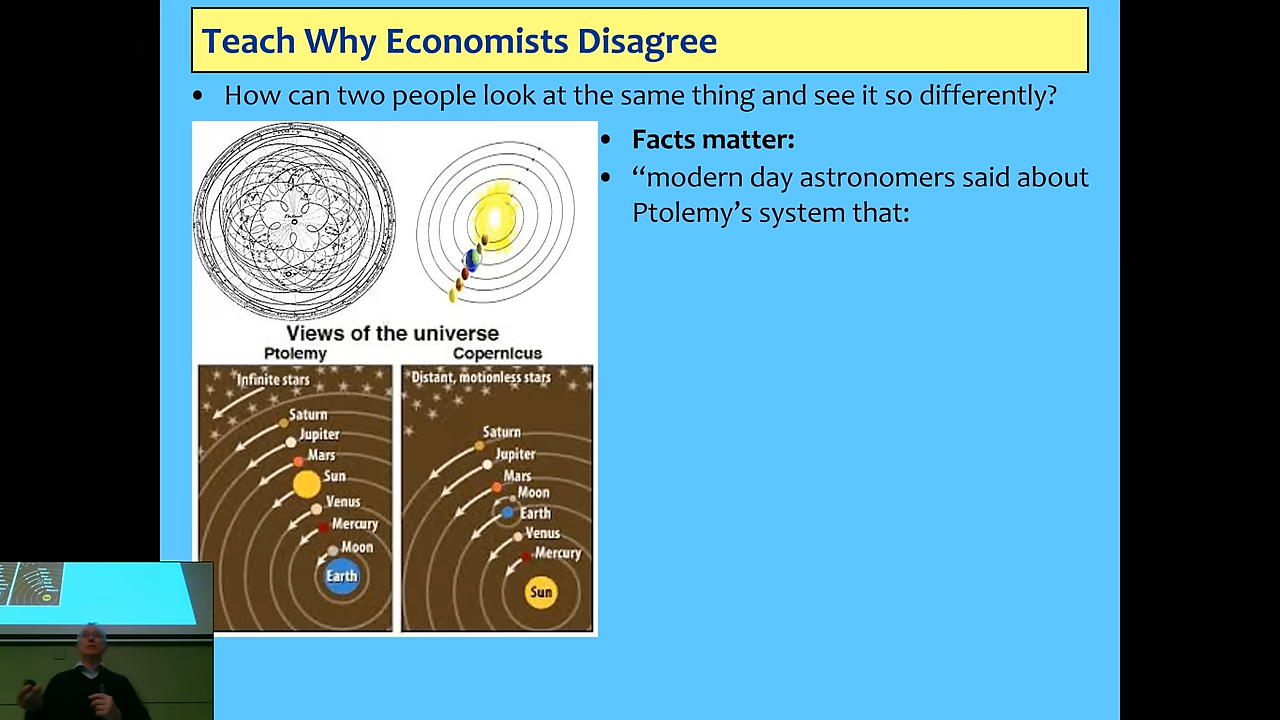 Teach Why Economists Disagree
• How can two people look at the same thing and see it so differently?
• Facts matter:
• “modern day astronomers said about
Ptolemy’s system that:
Views of the universe
Ptolemy
Infinite stars
Saturn
Jupiter
Mars
Sun
Venus
Mercury
Moon
Earth
Copernicus
Distant, motionless stars
Saturn
Jupiter
Mars
Moon
Earth
Venus
Mercury
Sun